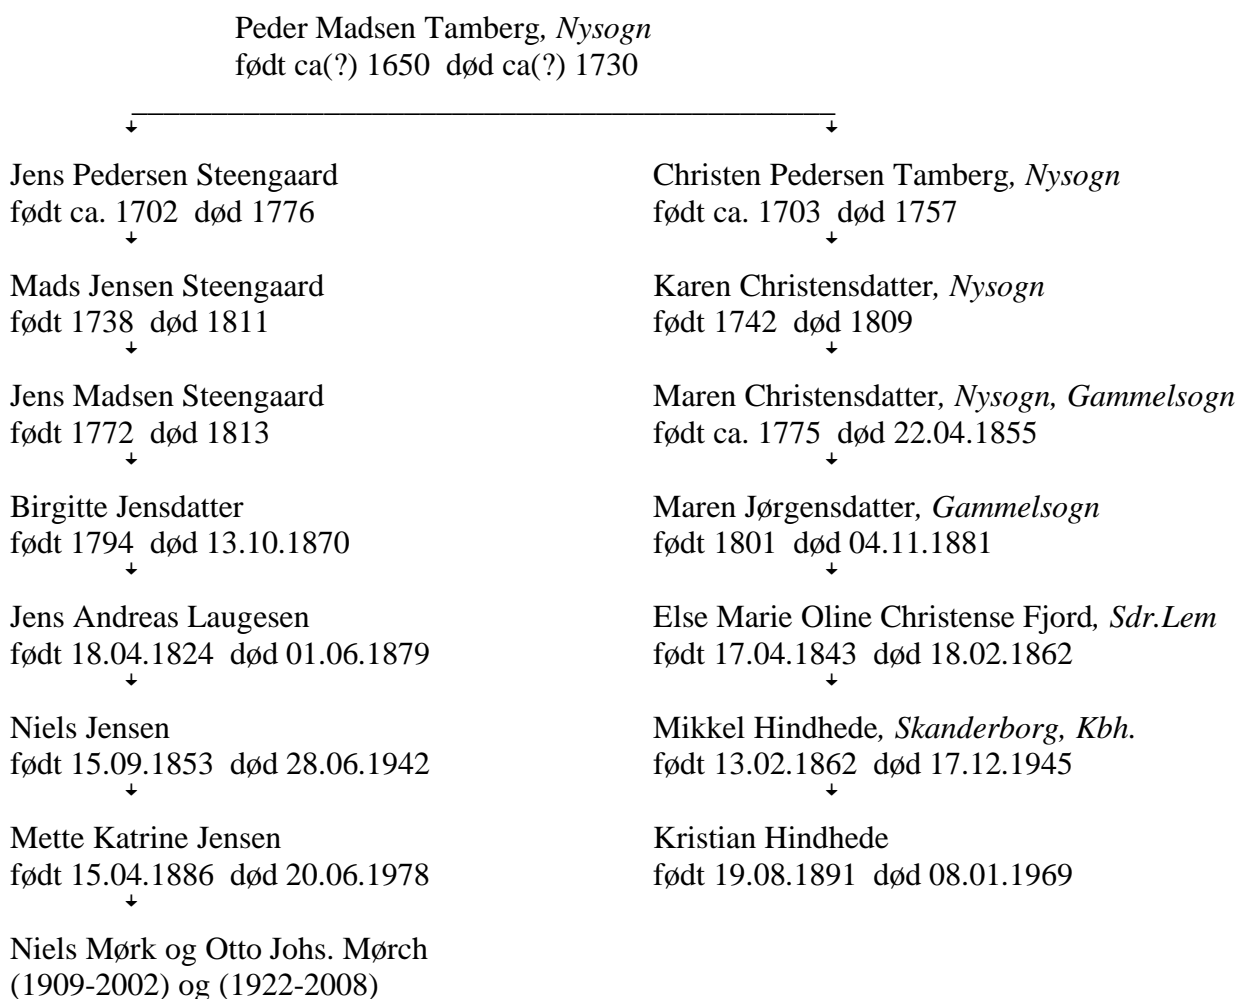 Peder Madsen Tamberg, Nysogn
født ca(?) 1650 død ca(?) 1730
Jens Pedersen Steengaard
født ca. 1702 død 1776
Christen Pedersen Tamberg, Nysogn
født ca. 1703 død 1757
Mads Jensen Steengaard
født 1738 død 1811
Karen Christensdatter, Nysogn
født 1742 død 1809
Jens Madsen Steengaard
født 1772 død 1813
Maren Christensdatter, Nysogn, Gammelsogn
født ca. 1775 død 22.04.1855
Birgitte Jensdatter
født 1794 død 13.10.1870
Maren Jørgensdatter, Gammelsogn
født 1801 død 04.11.1881
Jens Andreas Laugesen
født 18.04.1824 død 01.06.1879
Else Marie Oline Christense Fjord, Sdr.Lem
født 17.04.1843 død 18.02.1862
Niels Jensen
født 15.09.1853 død 28.06.1942
Mikkel Hindhede, Skanderborg, Kbh.
født 13.02.1862 død 17.12.1945
Mette Katrine Jensen
født 15.04.1886 død 20.06.1978
Kristian Hindhede
født 19.08.1891 død 08.01.1969
Niels Mørk og Otto Johs. Mørch
(1909-2002) og (1922-2008)